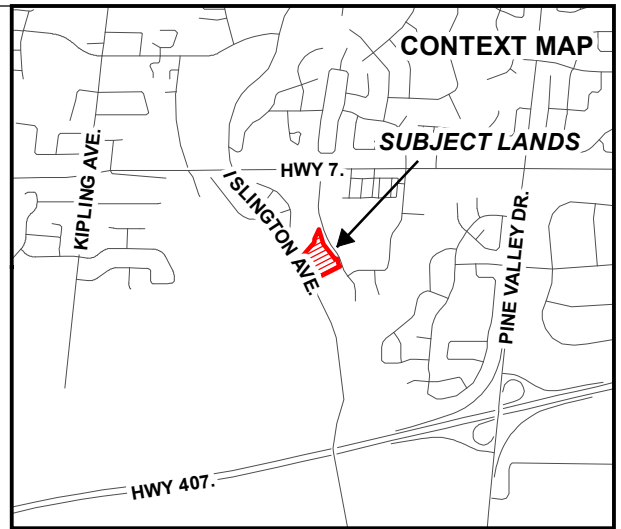 CONTEXT MAP
SUBJECT LANDS
HWY 7.
KIPLING AVE.
ISLINGTON AVE.
PINE VALLEY DR.
HWY 407.